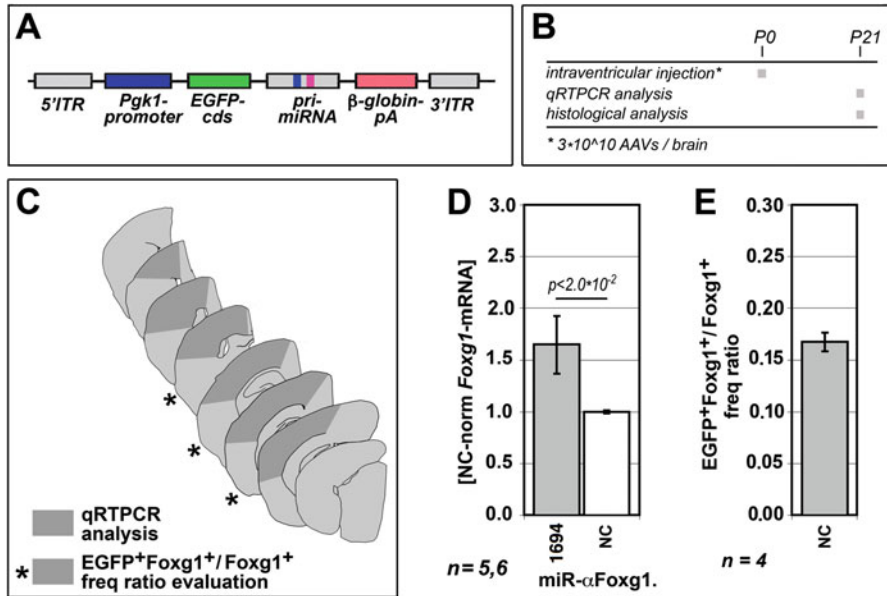 A
5'ITR Pgk1-promoter EGFP-cds pri-miRNA β-globin-pA 3'ITR
B
P0 P21
intraventricular injection*
qRTPCR analysis
histological analysis
* 3*10^10 AAVs / brain
C
*
*
*
qRTPCR
analysis
* EGFP+Foxg1+/Foxg1+
freq ratio evaluation
D
[NC-norm Foxg1-mRNA]
3.0
2.5
2.0
1.5
1.0
0.5
0.0
p<2.0*10-2
1694
NC
n= 5,6
miR-αFoxg1.
E
EGFP+Foxg1+/Foxg1+
freq ratio
0.30
0.30
0.20
0.15
0.10
0.05
0.00
NC
n = 4